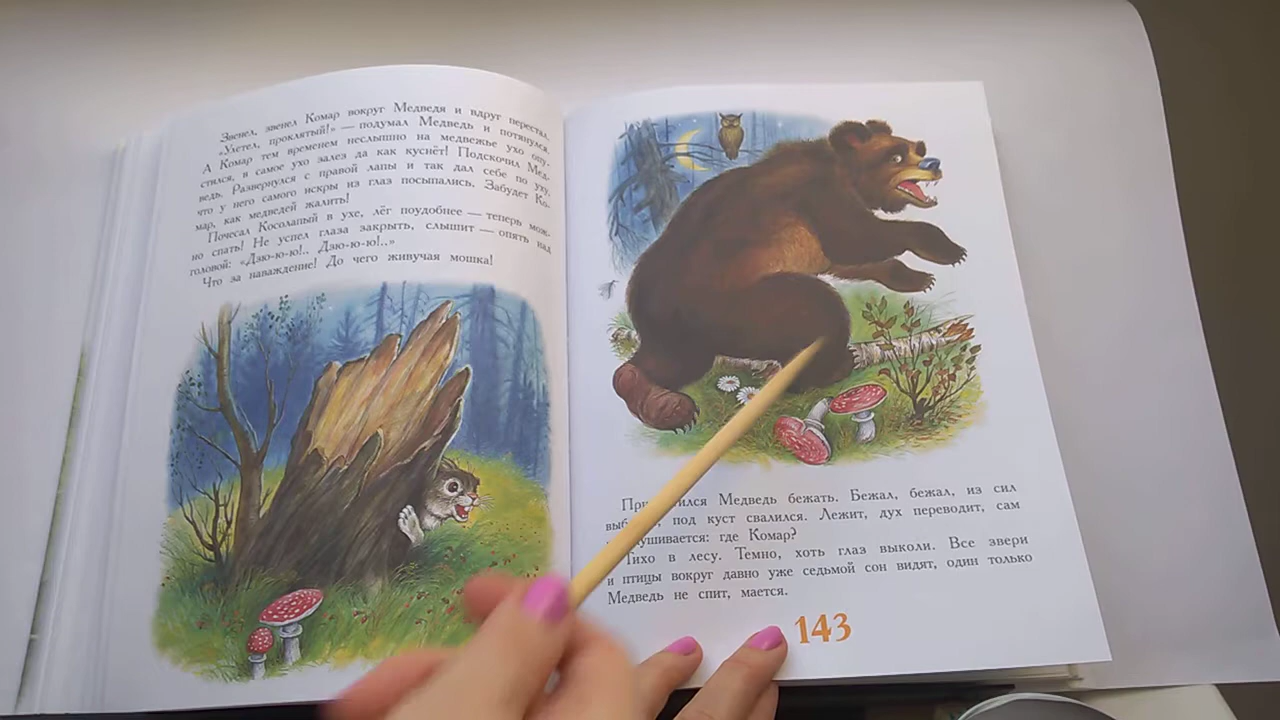 Звенел, звенел Комар вокруг Медведя и вдруг перестал.
«Улетел, проклятый!» — подумал Медведь и потянулся.
А Комар тем временем неслышно на медвежье ухо опу-
стился, в самое ухо залез да как куснёт! Подскочил Мед-
ведь. Развернулся с правой лапы и так дал себе по уху,
что у него самого искры из глаз посыпались. Забудет Ко-
мар, как медведей жалить!
Почесал Косолапый в ухе, лёг поудобнее — теперь мож-
но спать! Не успел глаза закрыть, слышит — опять над
головой: «Дзю-ю-ю!.. Дзю-ю-ю!..»
Что за наваждение! До чего живучая мошка!
Медведь бежать. Бежал, бежал, из сил
под куст свалился. Лежит, дух переводит, сам
где Комар?
Тихо в лесу. Темно, хоть глаз выколи. Все звери
и птицы вокруг давно уже седьмой сон видят, один только
Медведь не спит, мается.
143